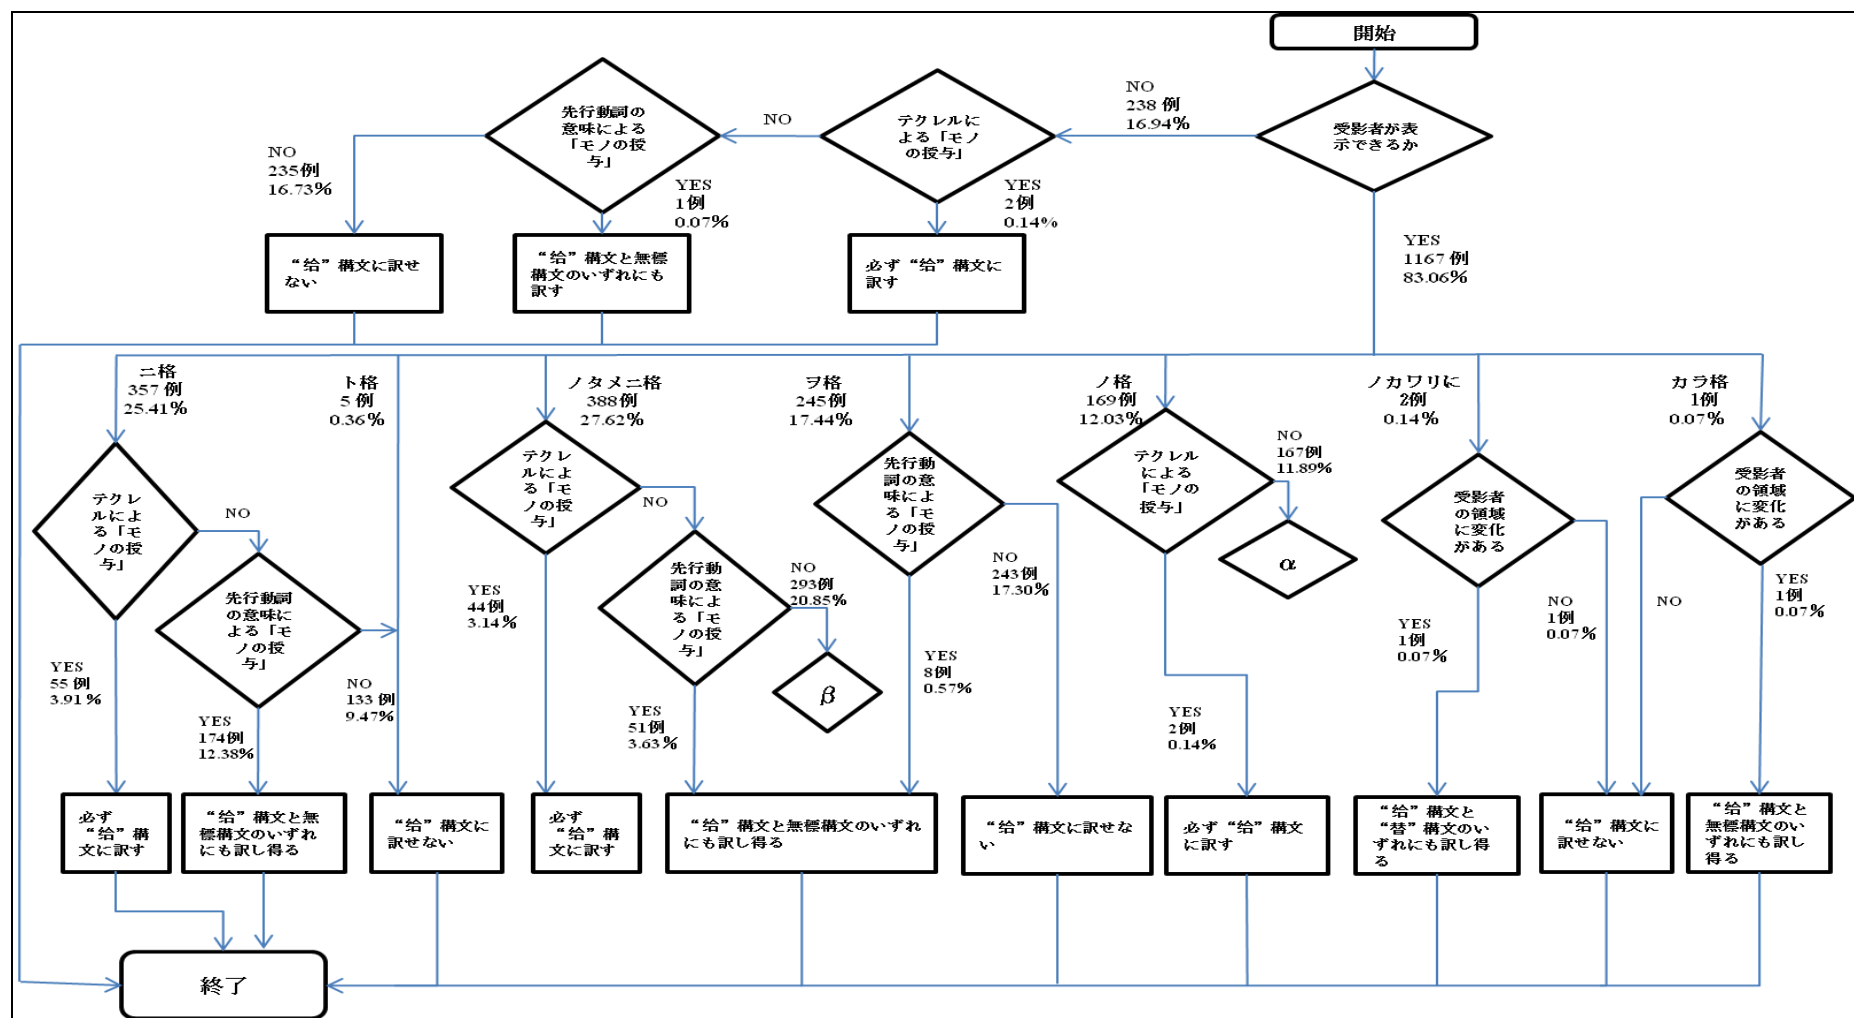 開始
受影者が表
示できるか
NO
238 例
16.94%
テクレルに
よる「モノ
の授与」
NO
先行動詞の
意味による
「モノの授
与」
NO
235例
16.73%
YES
1例
0.07%
YES
2例
0.14%
YES
1167 例
83.06%
“给”構文に訳せ
ない
“给”構文と無標
構文のいずれにも
訳す
必ず“给”構文に
訳す
ニ格
357 例
25.41%
ト格
5 例
0.36%
ノタメニ格
388例
27.62%
ヲ格
245例
17.44%
ノ格
169例
12.03%
ノカワリに
2例
0.14%
カラ格
1例
0.07%
テクレ
ルによ
る「モ
ノの授
与」
NO
先行動詞
の意味に
よる「モ
ノの授
与」
YES
55 例
3.91%
YES
174例
12.38%
NO
133 例
9.47%
テクレ
ルによ
る「モ
ノの授
与」
NO
先行動
詞の意
味によ
る「モ
ノの授
与」
NO
293例
20.85%
β
YES
44例
3.14%
YES
51例
3.63%
先行動
詞の意
味によ
る「モ
ノの授
与」
NO
243例
17.30%
YES
8例
0.57%
テクレル
による
「モノの
授与」
NO
167例
11.89%
α
YES
2例
0.14%
受影者
の領域
に変化
がある
YES
1例
0.07%
NO
1例
0.07%
受影者
の領域
に変化
がある
NO
YES
1例
0.07%
必ず
“给”構
文に訳す
“给”構文と無
標構文のいずれ
にも訳し得る
“给”構文に
訳せない
必ず
“给”構
文に訳す
“给”構文と無標構文のいずれ
にも訳し得る
“给”構文に訳せな
い
必ず“给”構文
に訳す
“给”構文と
“替”構文のい
ずれにも訳し得
る
“给”構文に
訳せない
“给”構文と
無標構文のい
ずれにも訳し
得る
終了